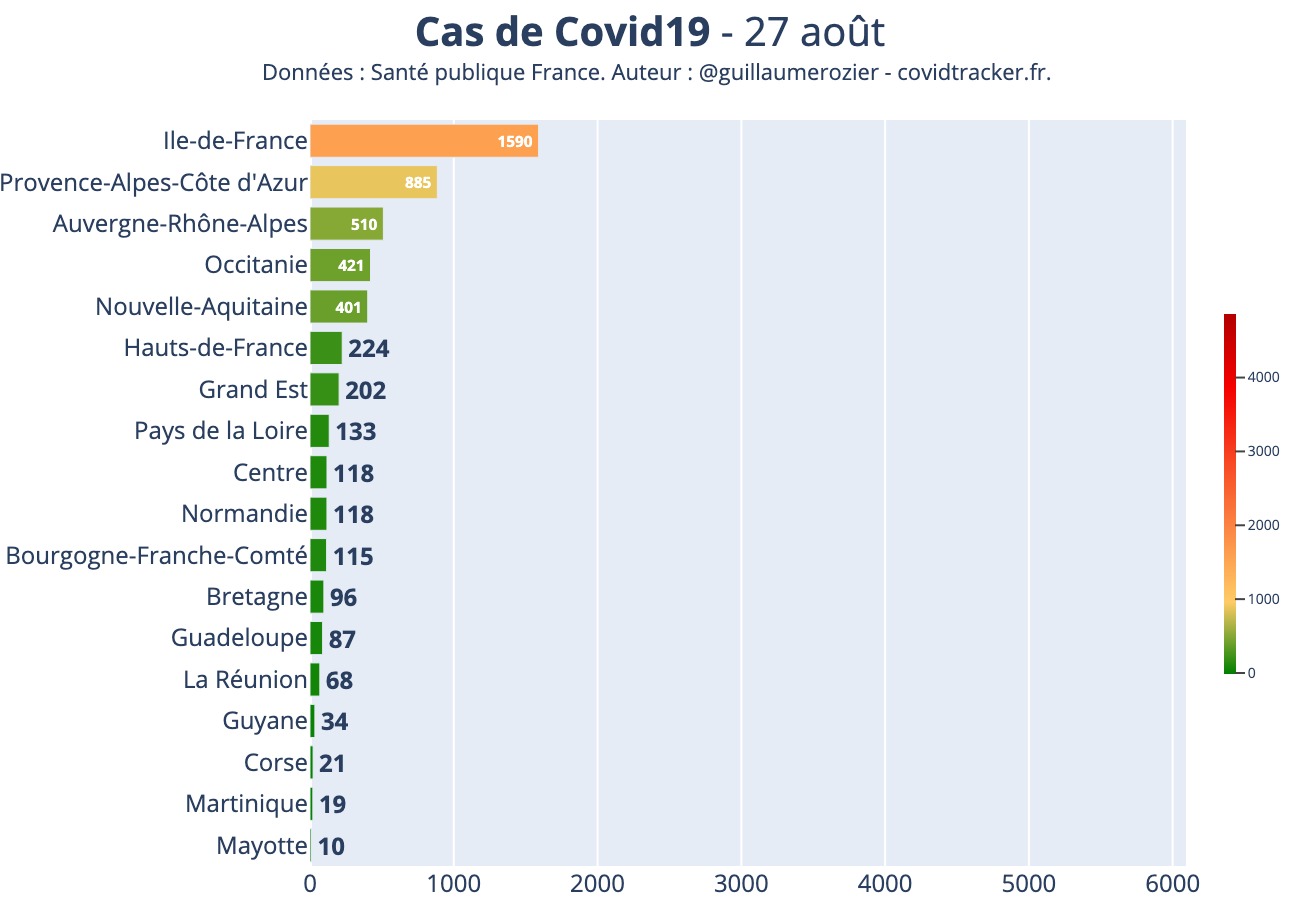 Cas de Covid19 - 27 août
Données : Santé publique France. Auteur : @guillaumerozier - covidtracker.fr.
Ile-de-France 1590
Provence-Alpes-Côte d'Azur 885
Auvergne-Rhône-Alpes 510
Occitanie 421
Nouvelle-Aquitaine 401
Hauts-de-France 224
Grand Est 202
Pays de la Loire 133
Centre 118
Normandie 118
Bourgogne-Franche-Comté 115
Bretagne 96
Guadeloupe 87
La Réunion 68
Guyane 34
Corse 21
Martinique 19
Mayotte 10
0 1000 2000 3000 4000 5000 6000
4000
3000
2000
1000
0